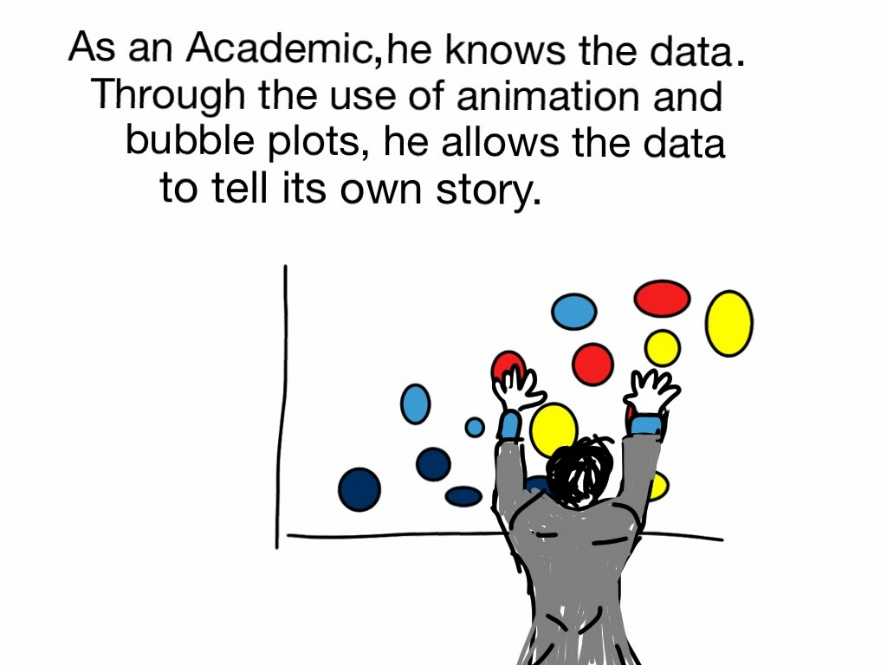 As an Academic,he knows the data.
Through the use of animation and
bubble plots, he allows the data
to tell its own story.